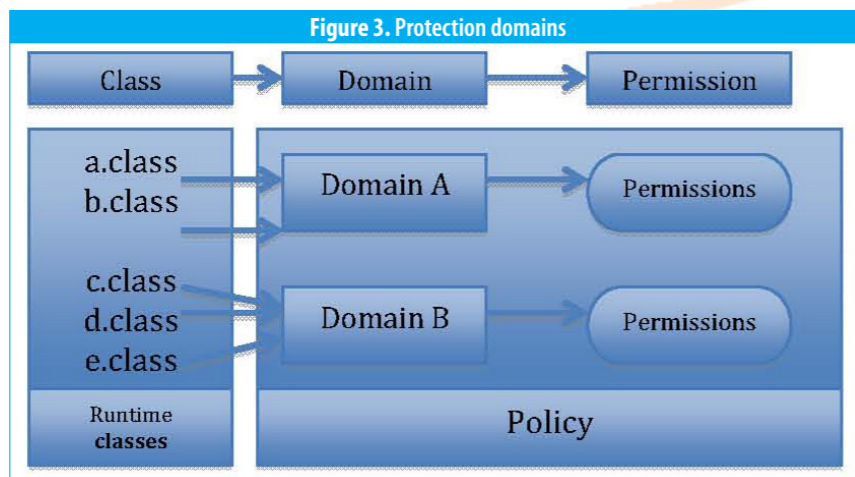 Figure 3. Protection domains
Class
Domain
Permission
a.class
b.class
c.class
d.class
e.class
Domain A
Permissions
Domain B
Permissions
Runtime
classes
Policy